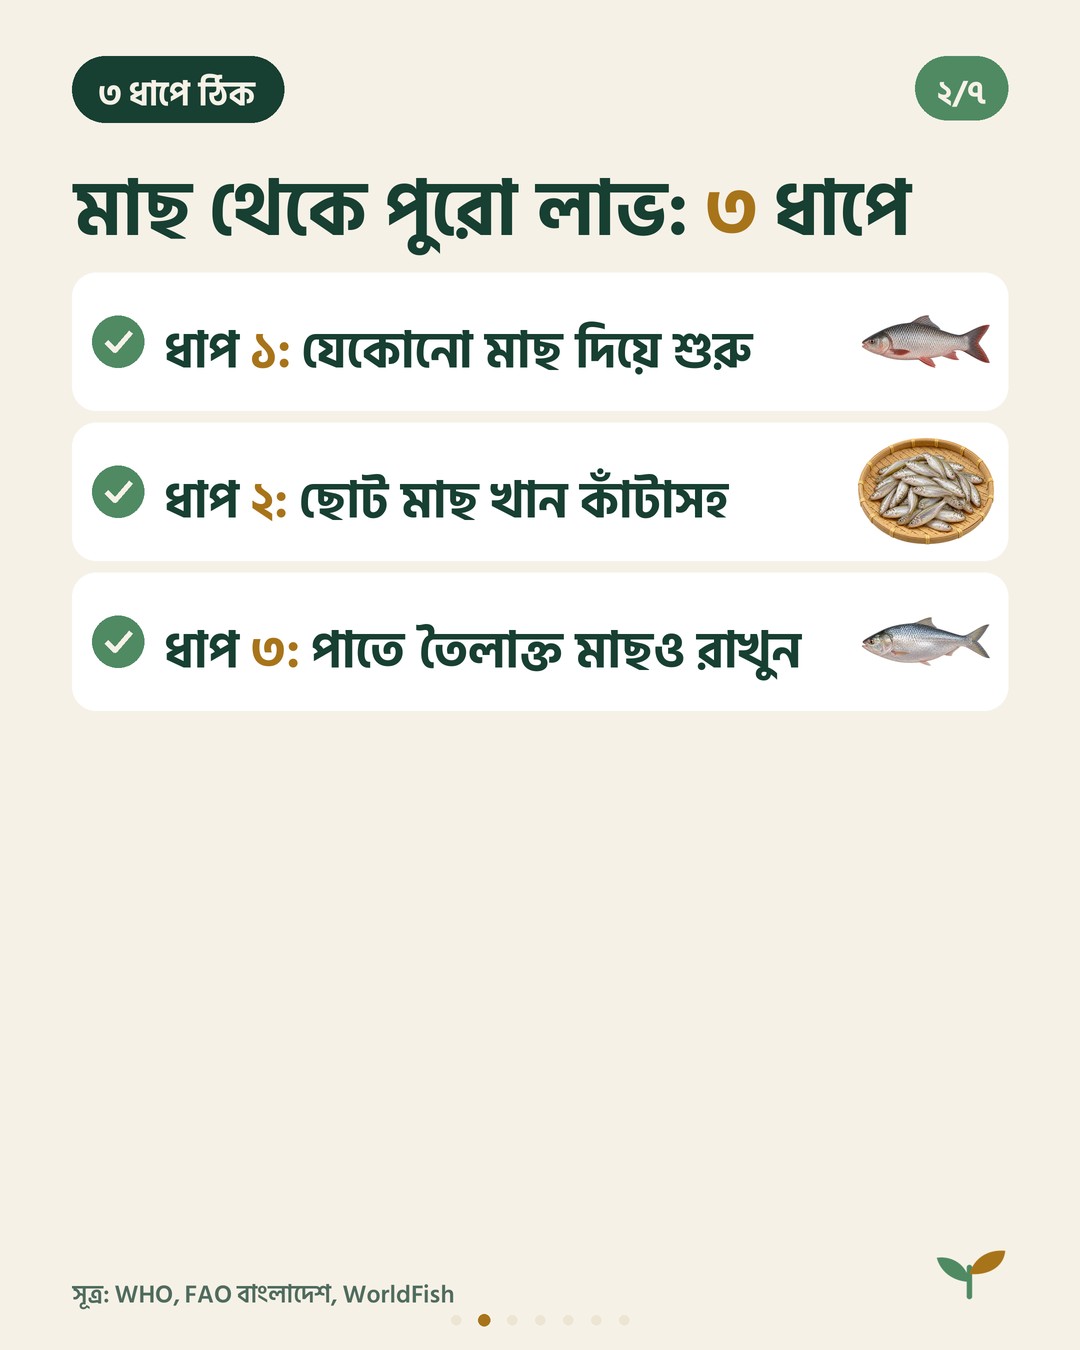 ৩ ধাপে ঠিক
২/৭
মাছ থেকে পুরো লাভ: ৩ ধাপে
ধাপ ১: যেকোনো মাছ দিয়ে শুরু
ধাপ ২: ছোট মাছ খান কাঁটাসহ
ধাপ ৩: পাতে তৈলাক্ত মাছও রাখুন
সূত্র: WHO, FAO বাংলাদেশ, WorldFish